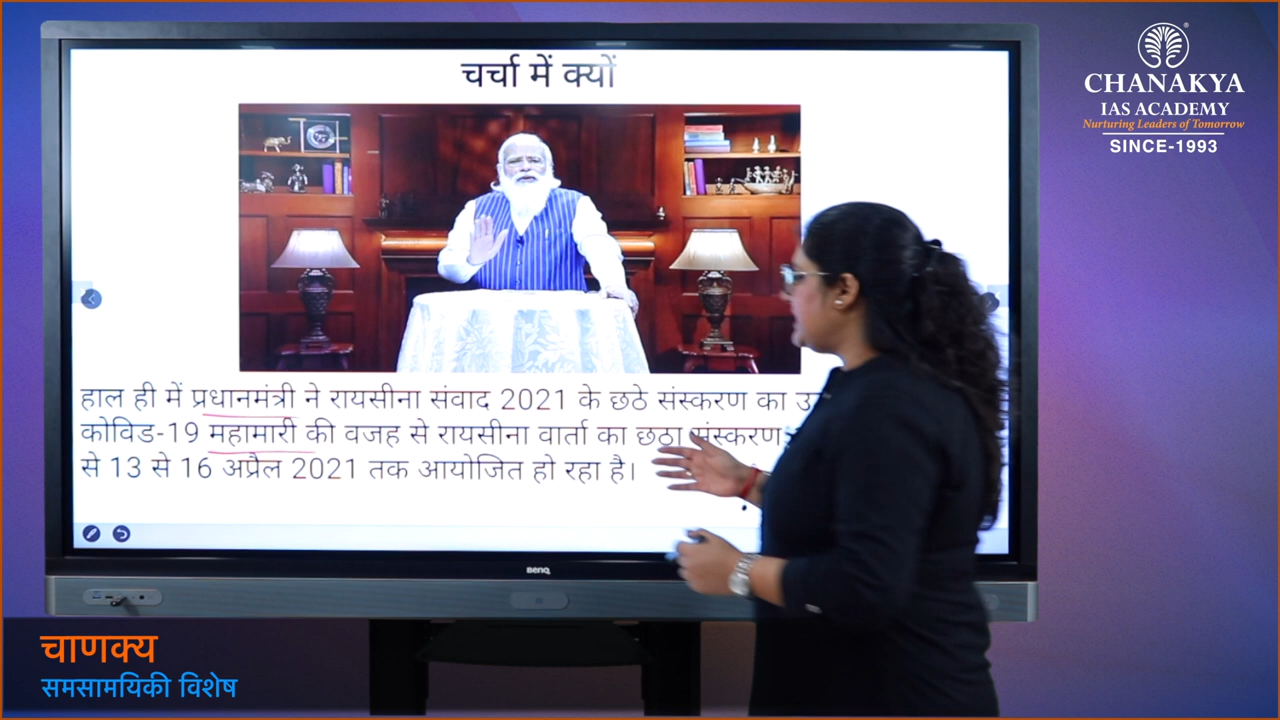 चर्चा में क्यों
हाल ही में प्रधानमंत्री ने रायसीना संवाद 2021 के छठे संस्करण का
कोविड-19 महामारी की वजह से रायसीना वार्ता का छठा संस्करण
से 13 से 16 अप्रैल 2021 तक आयोजित हो रहा है।
BenQ
CHANAKYA
IAS ACADEMY
Nurturing Leaders of Tomorrow
SINCE-1993
चाणक्य
समसामयिकी विशेष